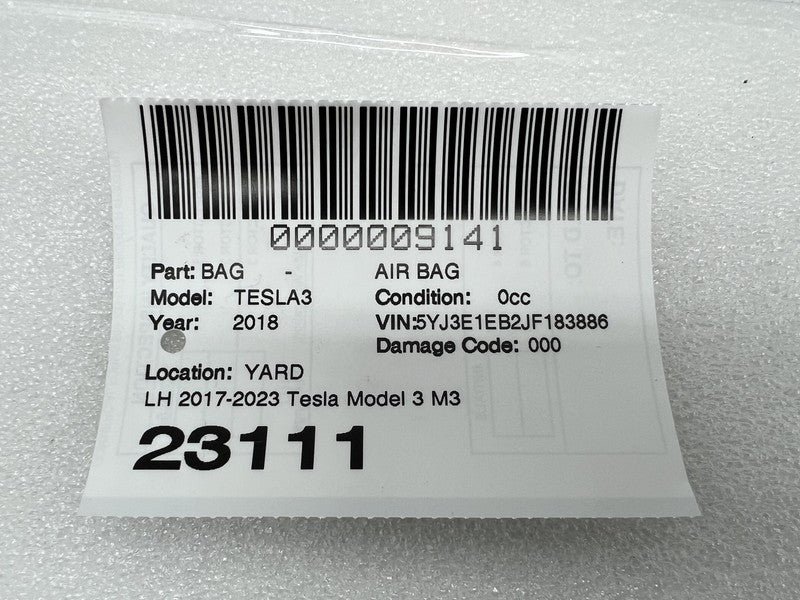 0000009141
Part: BAG - AIR BAG
Model: TESLA3 Condition: 0cc
Year: 2018 VIN:5YJ3E1EB2JF183886
Damage Code: 000
Location: YARD
LH 2017-2023 Tesla Model 3 M3
23111